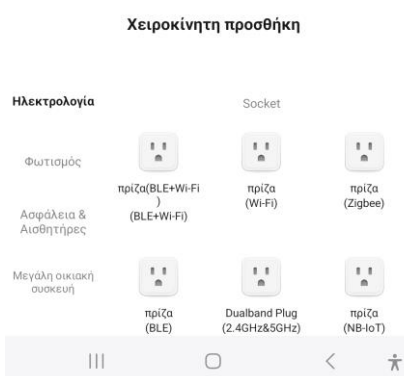 Χειροκίνητη προσθήκη
Ηλεκτρολογία
Socket
Φωτισμός
πρίζα(BLE+Wi-Fi
)
(BLE+Wi-Fi)
πρίζα
(Wi-Fi)
πρίζα
(Zigbee)
Ασφάλεια &
Αισθητήρες
Μεγάλη οικιακή
συσκευή
πρίζα
(BLE)
Dualband Plug
(2.4GHz&5GHz)
πρίζα
(NB-IoT)